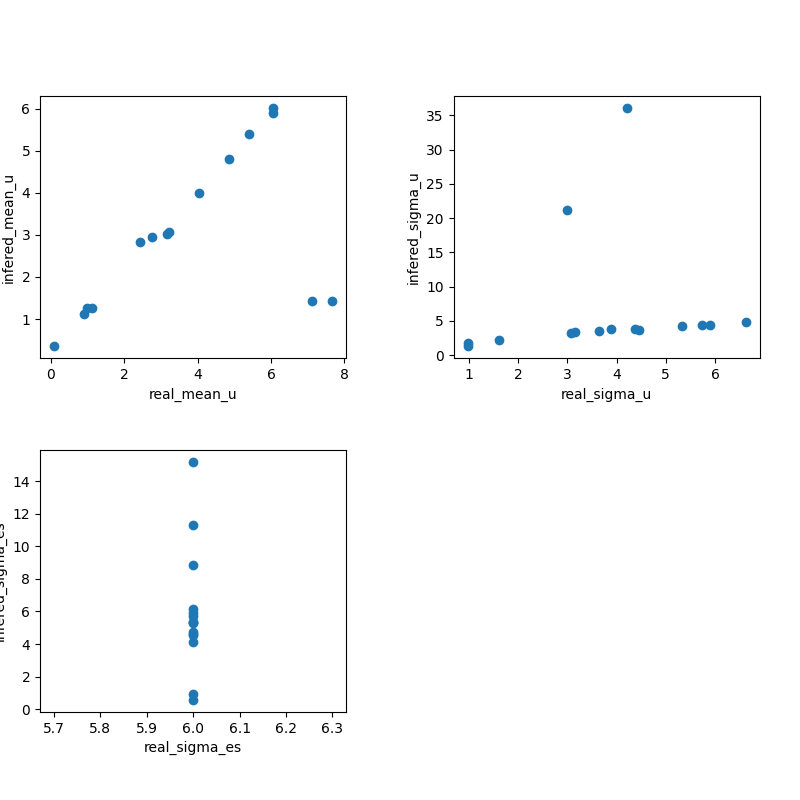 6
5
4
3
2
1
infered_mean_u
0 2 4 6 8
real_mean_u
35
30
25
20
15
10
5
0
infered_sigma_u
1 2 3 4 5 6
real_sigma_u
14
12
10
8
6
4
2
0
infered_sigma_es
5.7 5.8 5.9 6.0 6.1 6.2 6.3
real_sigma_es